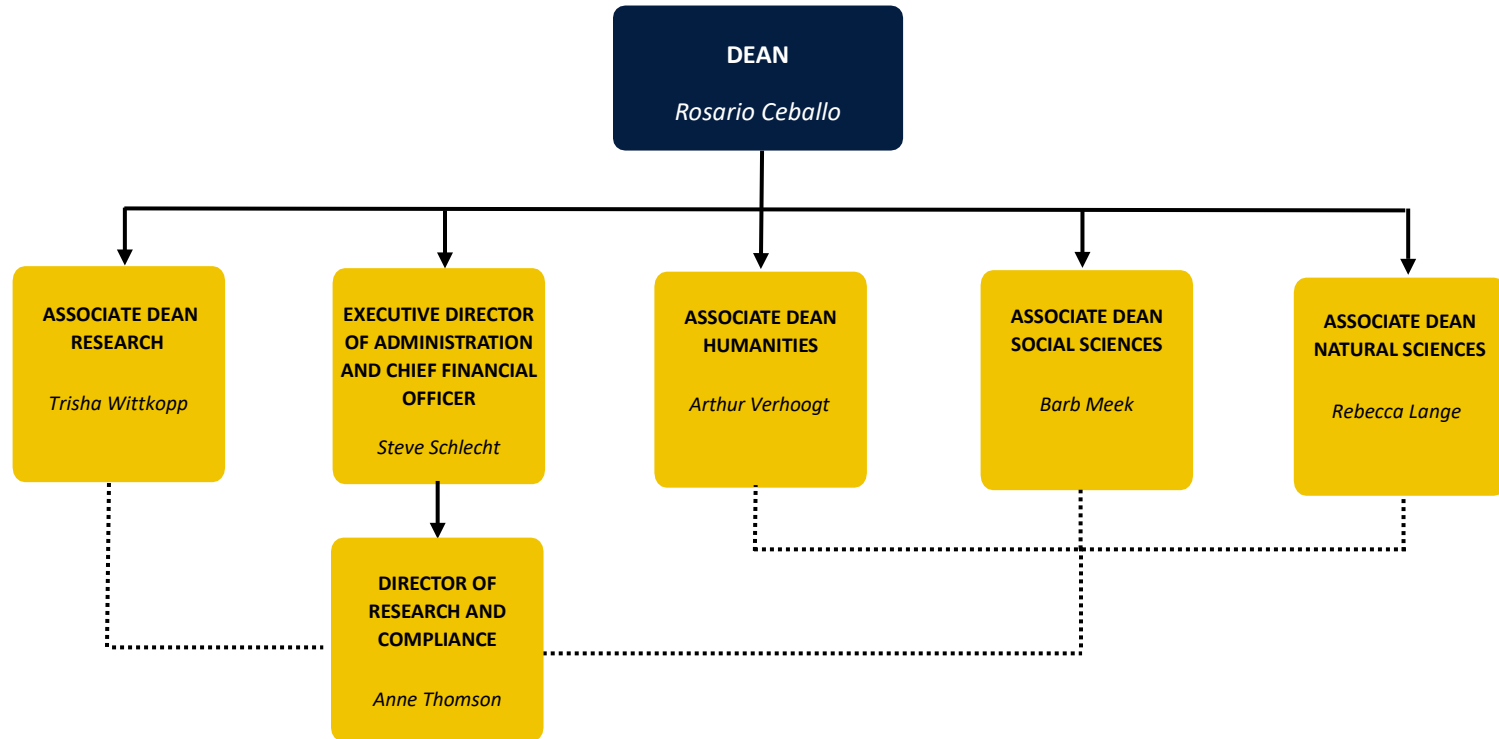 DEAN
Rosario Ceballo
ASSOCIATE DEAN
RESEARCH
Trisha Wittkopp
EXECUTIVE DIRECTOR
OF ADMINISTRATION
AND CHIEF FINANCIAL
OFFICER
Steve Schlecht
ASSOCIATE DEAN
HUMANITIES
Arthur Verhoogt
ASSOCIATE DEAN
SOCIAL SCIENCES
Barb Meek
ASSOCIATE DEAN
NATURAL SCIENCES
Rebecca Lange
DIRECTOR OF
RESEARCH AND
COMPLIANCE
Anne Thomson